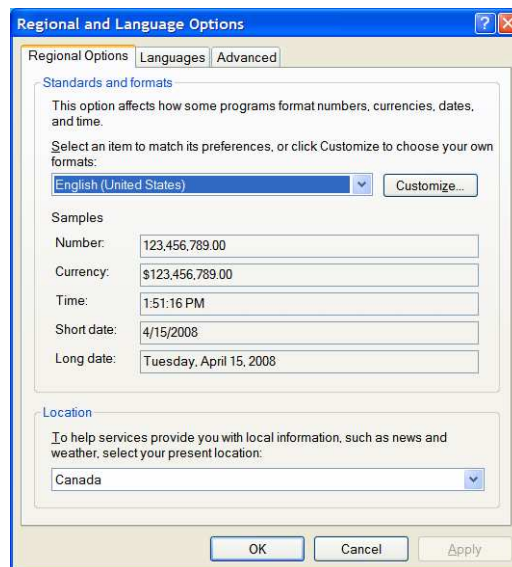 Regional and Language Options
Regional Options Languages Advanced
Standards and formats
This option affects how some programs format numbers, currencies, dates,
and time.
Select an item to match its preferences, or click Customize to choose your own
formats:
English (United States) Customize...
Samples
Number: 123,456,789.00
Currency: $123,456,789.00
Time: 1:51:16 PM
Short date: 4/15/2008
Long date: Tuesday, April 15, 2008
Location
To help services provide you with local information, such as news and
weather, select your present location:
Canada
OK Cancel Apply